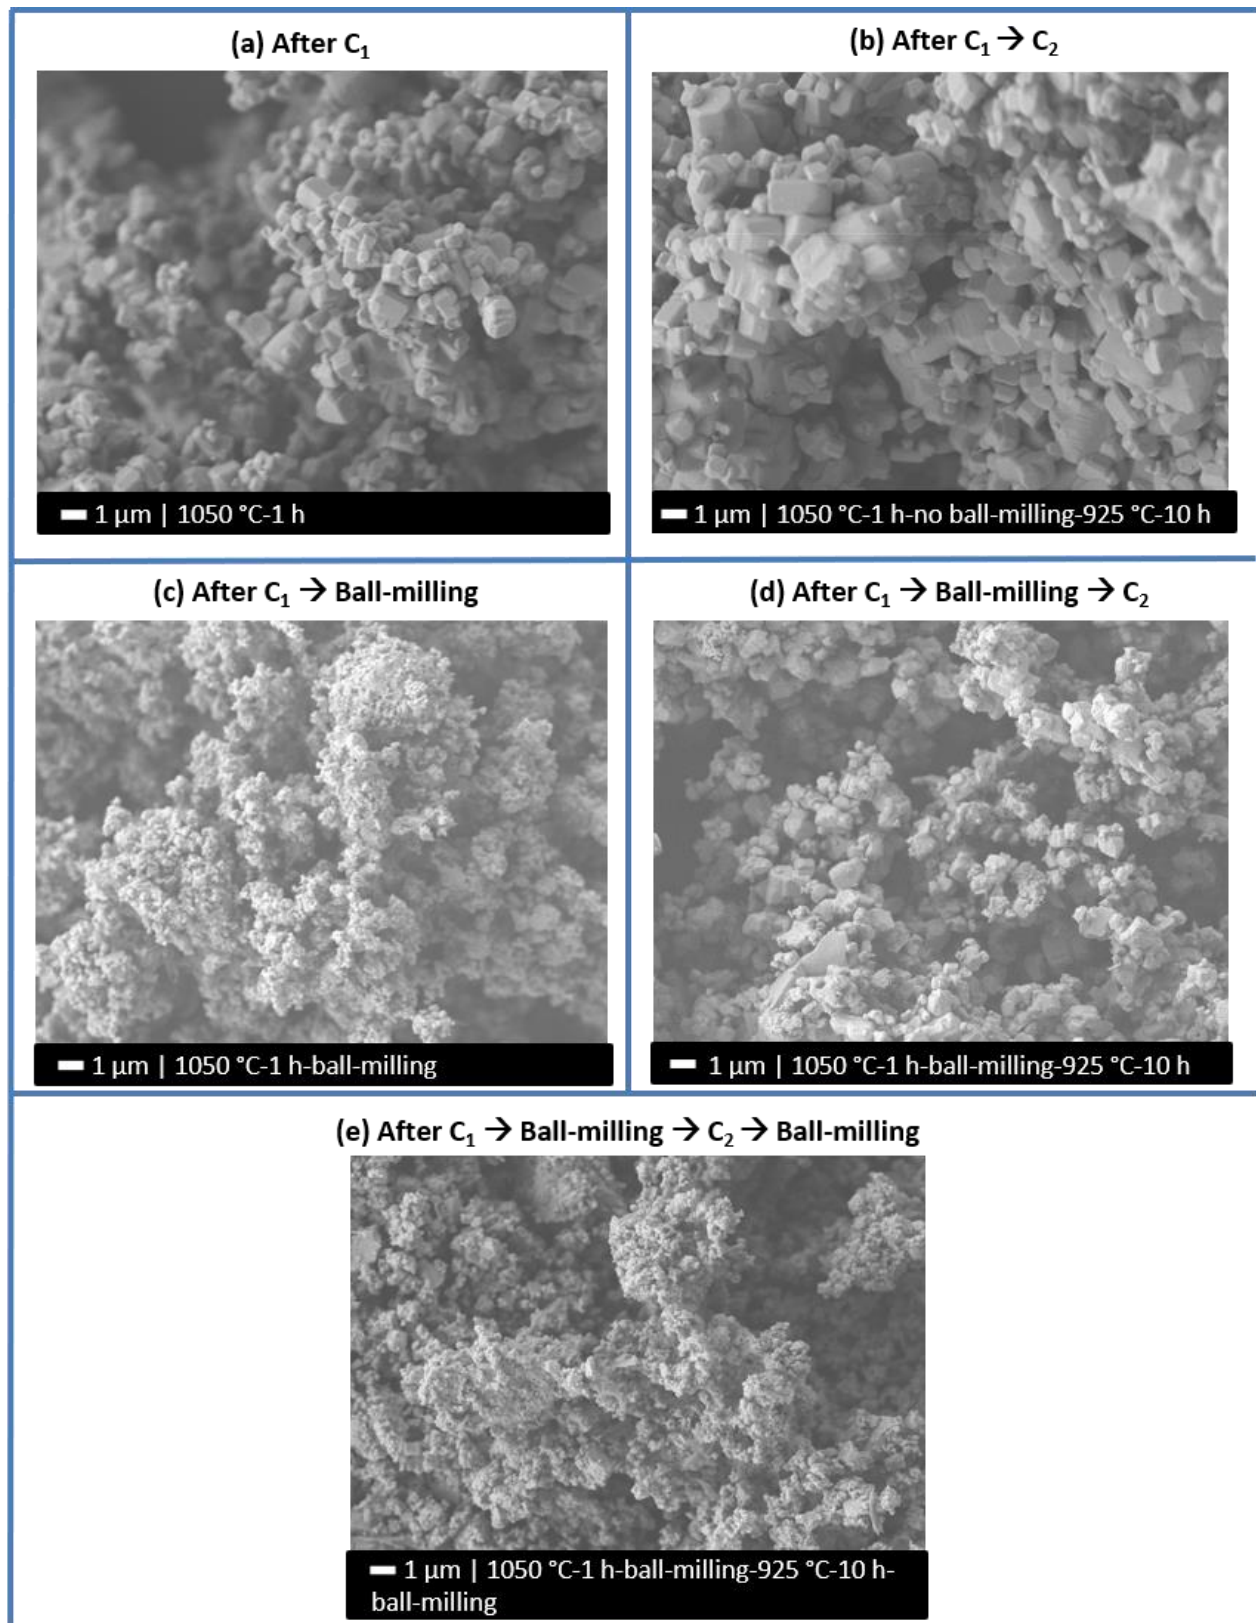 (a) After C₁
(b) After C₁ → C₂
1 µm | 1050 °C-1 h
1 µm | 1050 °C-1 h-no ball-milling-925 °C-10 h
(c) After C₁ → Ball-milling
(d) After C₁ → Ball-milling → C₂
1 µm | 1050 °C-1 h-ball-milling
1 µm | 1050 °C-1 h-ball-milling-925 °C-10 h
(e) After C₁ → Ball-milling → C₂ → Ball-milling
1 µm | 1050 °C-1 h-ball-milling-925 °C-10 h-
ball-milling